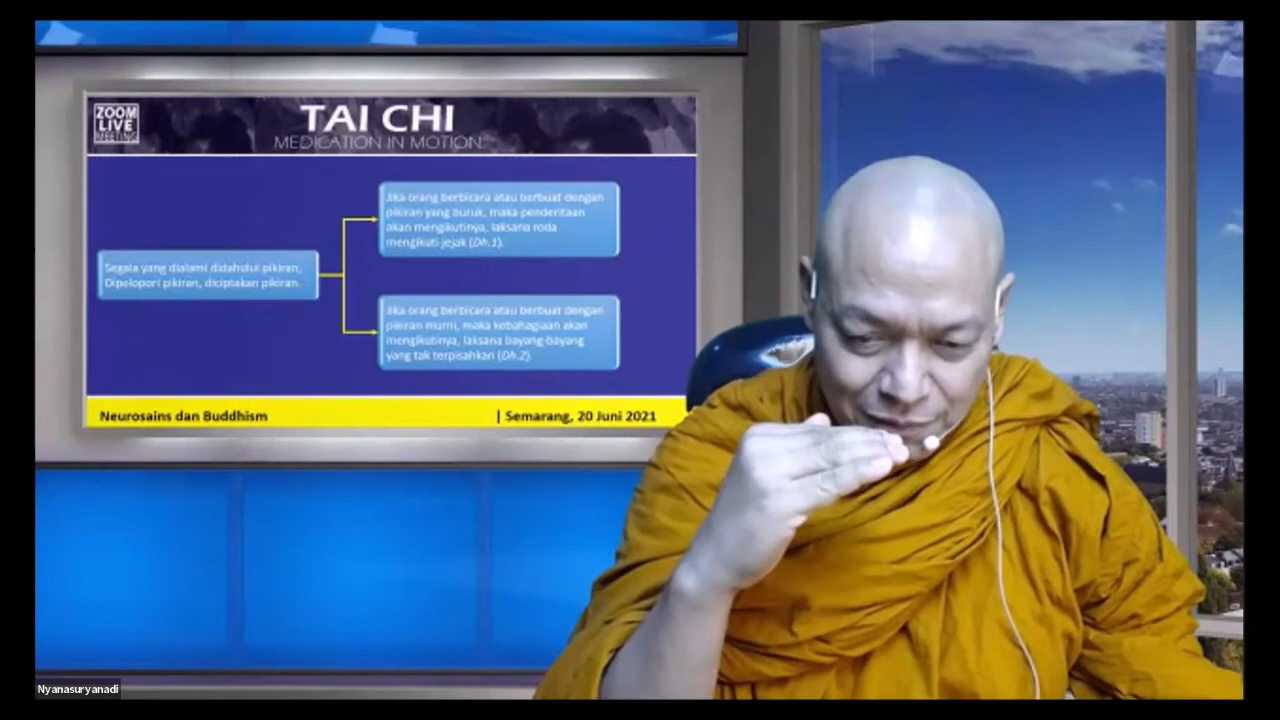 ZOOM
LIVE
MEETING
TAI CHI
MEDICATION IN MOTION
Jika orang berbicara atau berbuat dengan
pikiran yang buruk, maka penderitaan
akan mengikutinya, laksana roda
mengikuti jejak (Dh.1).
Segala yang dialami didahului pikiran,
Dipelopori pikiran, diciptakan pikiran.
Jika orang berbicara atau berbuat dengan
pikiran murni, maka kebahagiaan akan
mengikutinya, laksana bayang-bayang
yang tak terpisahkan (Dh.2).
Neurosains dan Buddhism
| Semarang, 20 Juni 2021
Nyanasuryanadi